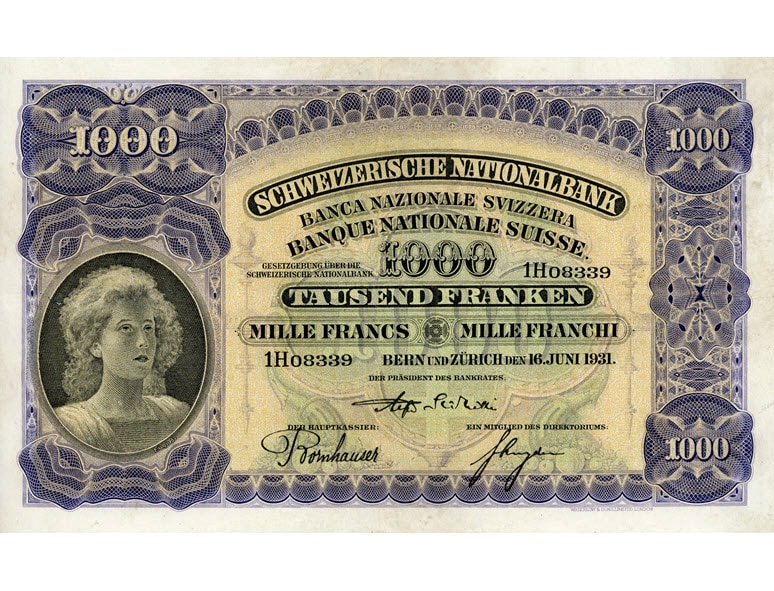 1000
1000
SCHWEIZERISCHE NATIONALBANK
BANCA NAZIONALE SVIZZERA
BANQUE NATIONALE SUISSE.
GESETZGEBUNG ÜBER DIE
SCHWEIZERISCHE NATIONALBANK
1000
1H08339
TAUSEND FRANKEN
MILLE FRANCS MILLE FRANCHI
1H08339 BERN UND ZÜRICH DEN 16. JUNI 1931.
DER PRÄSIDENT DES BANKRATES.
DER HAUPTKASSIER: EIN MITGLIED DES DIREKTORIUMS:
Bornhauser
1000